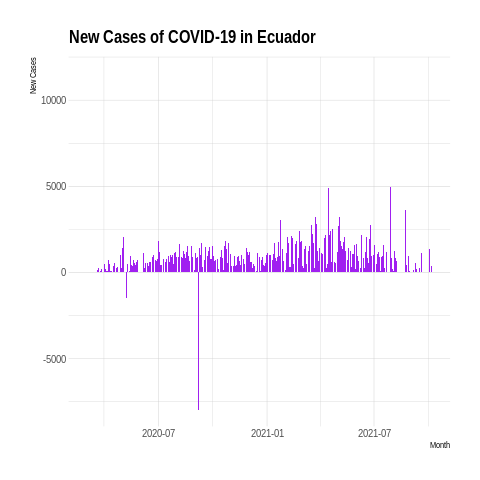 New Cases of COVID-19 in Ecuador
New Cases
10000
5000
0
-5000
2020-07
2021-01
2021-07
Month